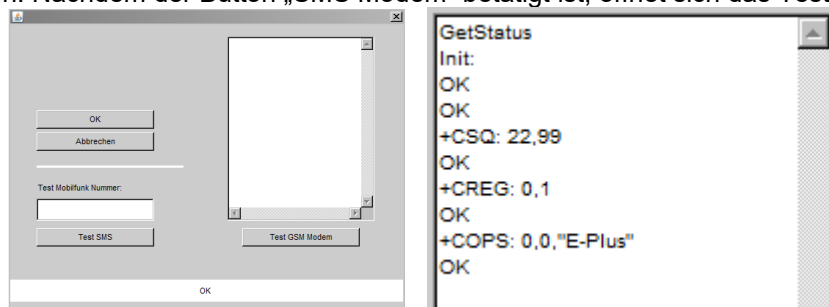 Nachdem der Button „SMS Modem“ betätigt ist, öffnet sich das
OK
Abbrechen
Test Mobilfunk Nummer:
Test SMS
Test GSM Modem
OK
GetStatus
Init:
OK
OK
+CSQ: 22,99
OK
+CREG: 0,1
OK
+COPS: 0,0,"E-Plus"
OK